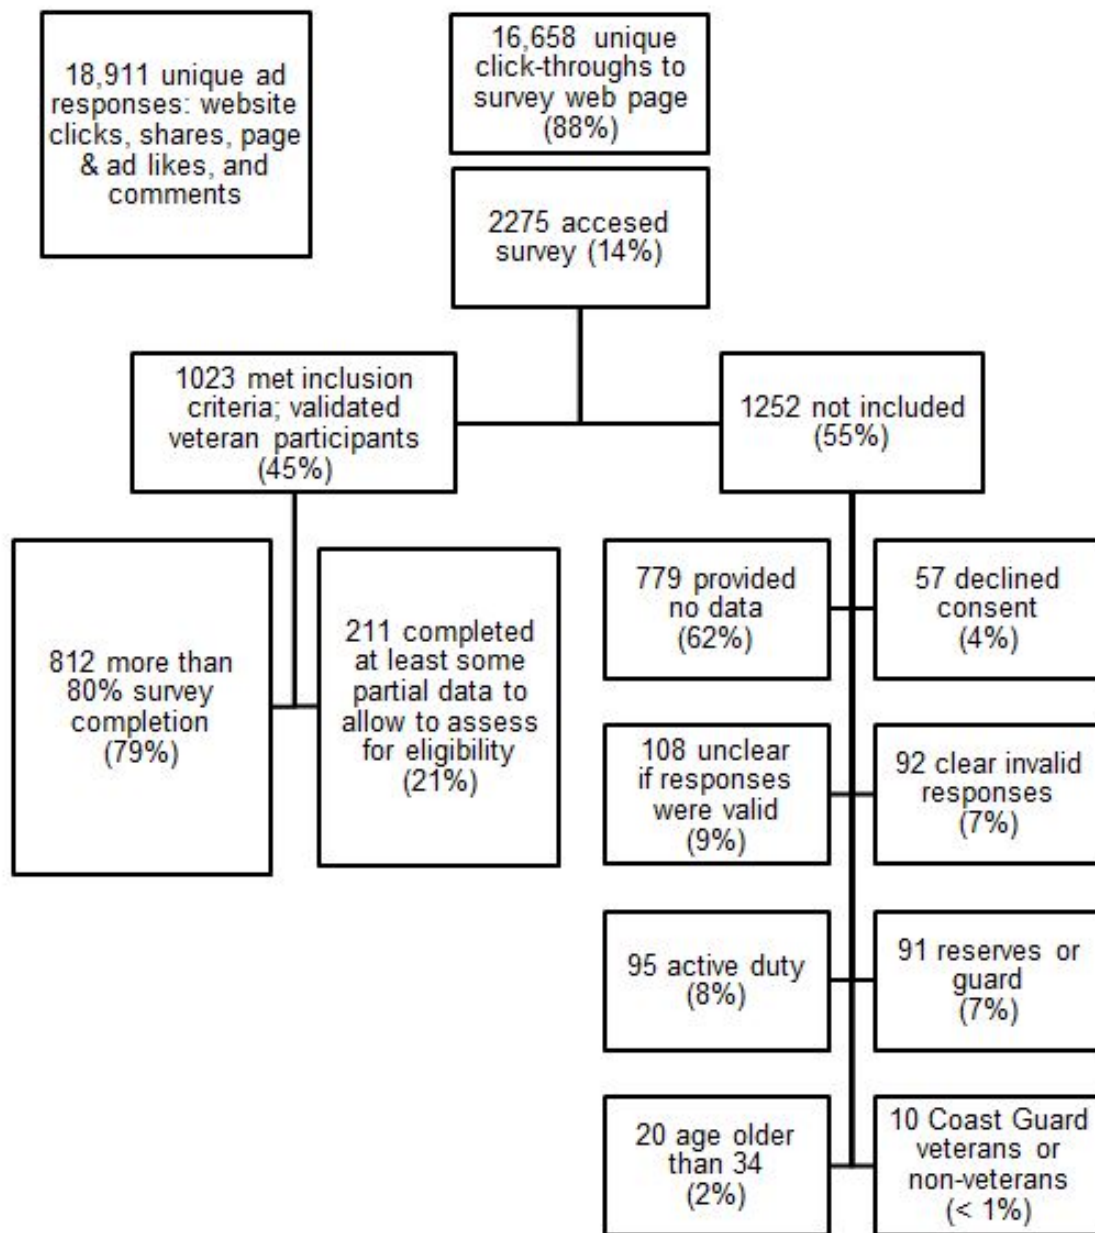 18,911 unique ad
responses: website
clicks, shares, page
& ad likes, and
comments
16,658 unique
click-throughs to
survey web page
(88%)
2275 accesed
survey (14%)
1023 met inclusion
criteria; validated
veteran participants
(45%)
1252 not included
(55%)
812 more than
80% survey
completion
(79%)
211 completed
at least some
partial data to
allow to assess
for eligibility
(21%)
779 provided
no data
(62%)
57 declined
consent
(4%)
108 unclear
if responses
were valid
(9%)
92 clear invalid
responses
(7%)
95 active duty
(8%)
91 reserves or
guard
(7%)
20 age older
than 34
(2%)
10 Coast Guard
veterans or
non-veterans
(< 1%)